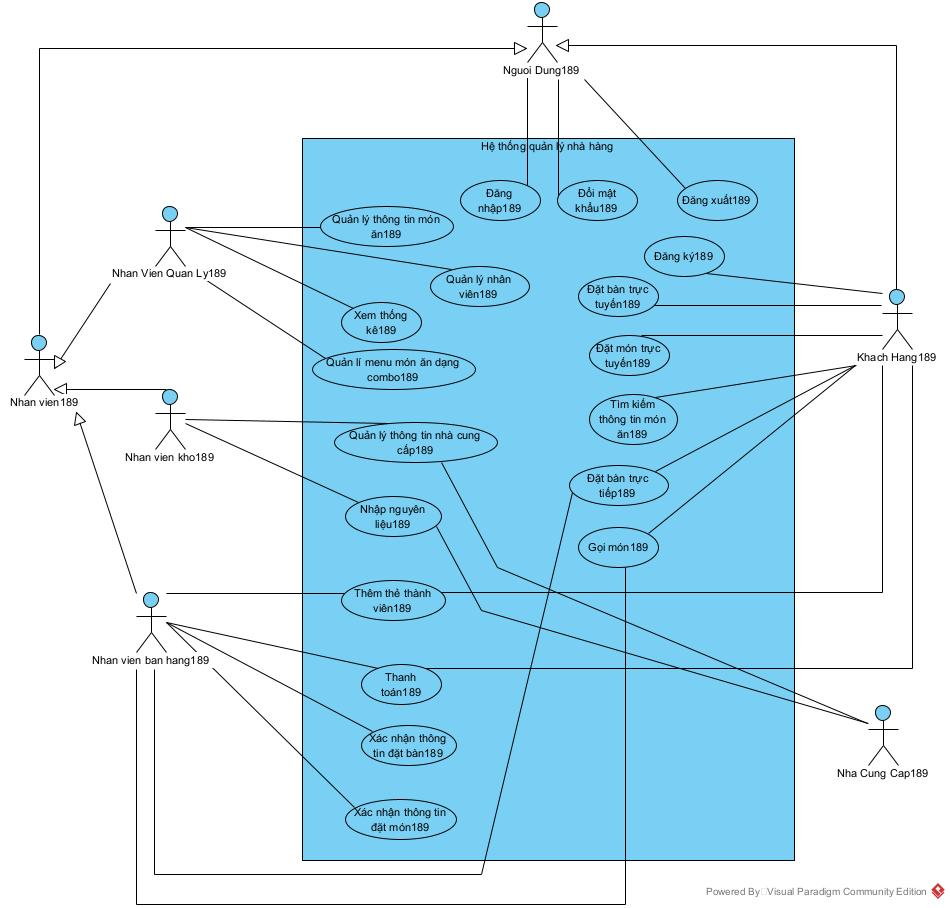 Nguoi Dung189
Hệ thống quản lý nhà hàng
Đăng
nhập189
Đổi mật
khẩu189
Đăng xuất189
Quản lý thông tin món
ăn189
Nhan Vien Quan Ly189
Đăng ký189
Quản lý nhân
viên189
Đặt bàn trực
tuyến189
Xem thống
kê189
Khach Hang189
Đặt món trực
tuyến189
Quản lí menu món ăn dạng
combo189
Nhan vien189
Tìm kiếm
thông tin món
ăn189
Nhan vien kho189
Quản lý thông tin nhà cung
cấp189
Đặt bàn trực
tiếp189
Nhập nguyên
liệu189
Gọi món189
Thêm thẻ thành
viên189
Nhan vien ban hang189
Thanh
toán189
Xác nhận thông
tin đặt bàn189
Nha Cung Cap189
Xác nhận thông tin
đặt món189
Powered By Visual Paradigm Community Edition